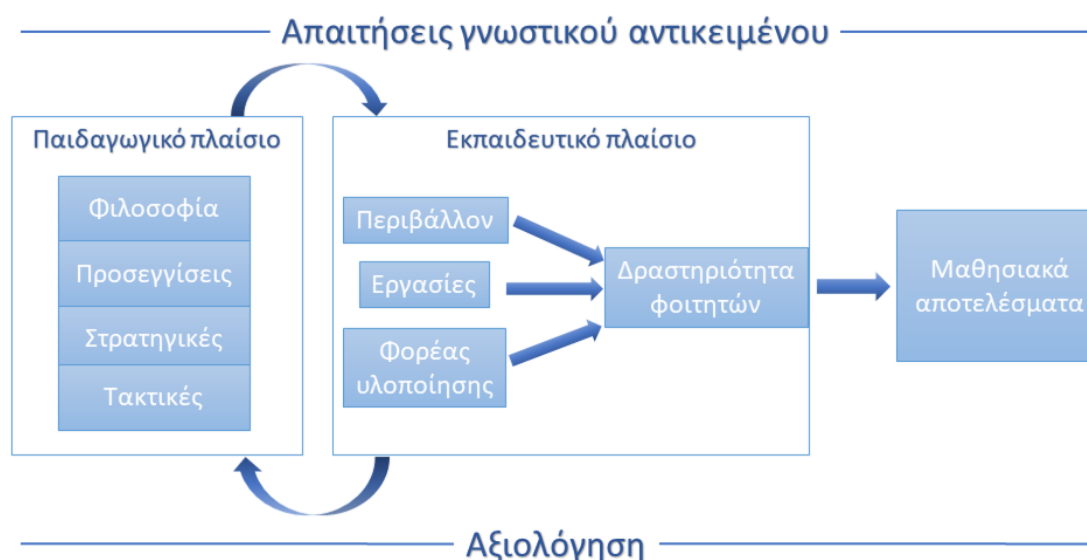 Απαιτήσεις γνωστικού αντικειμένου
Παιδαγωγικό πλαίσιο
Φιλοσοφία
Προσεγγίσεις
Στρατηγικές
Τακτικές
Εκπαιδευτικό πλαίσιο
Περιβάλλον
Εργασίες
Φορέας
υλοποίησης
Δραστηριότητα
φοιτητών
Μαθησιακά
αποτελέσματα
Αξιολόγηση